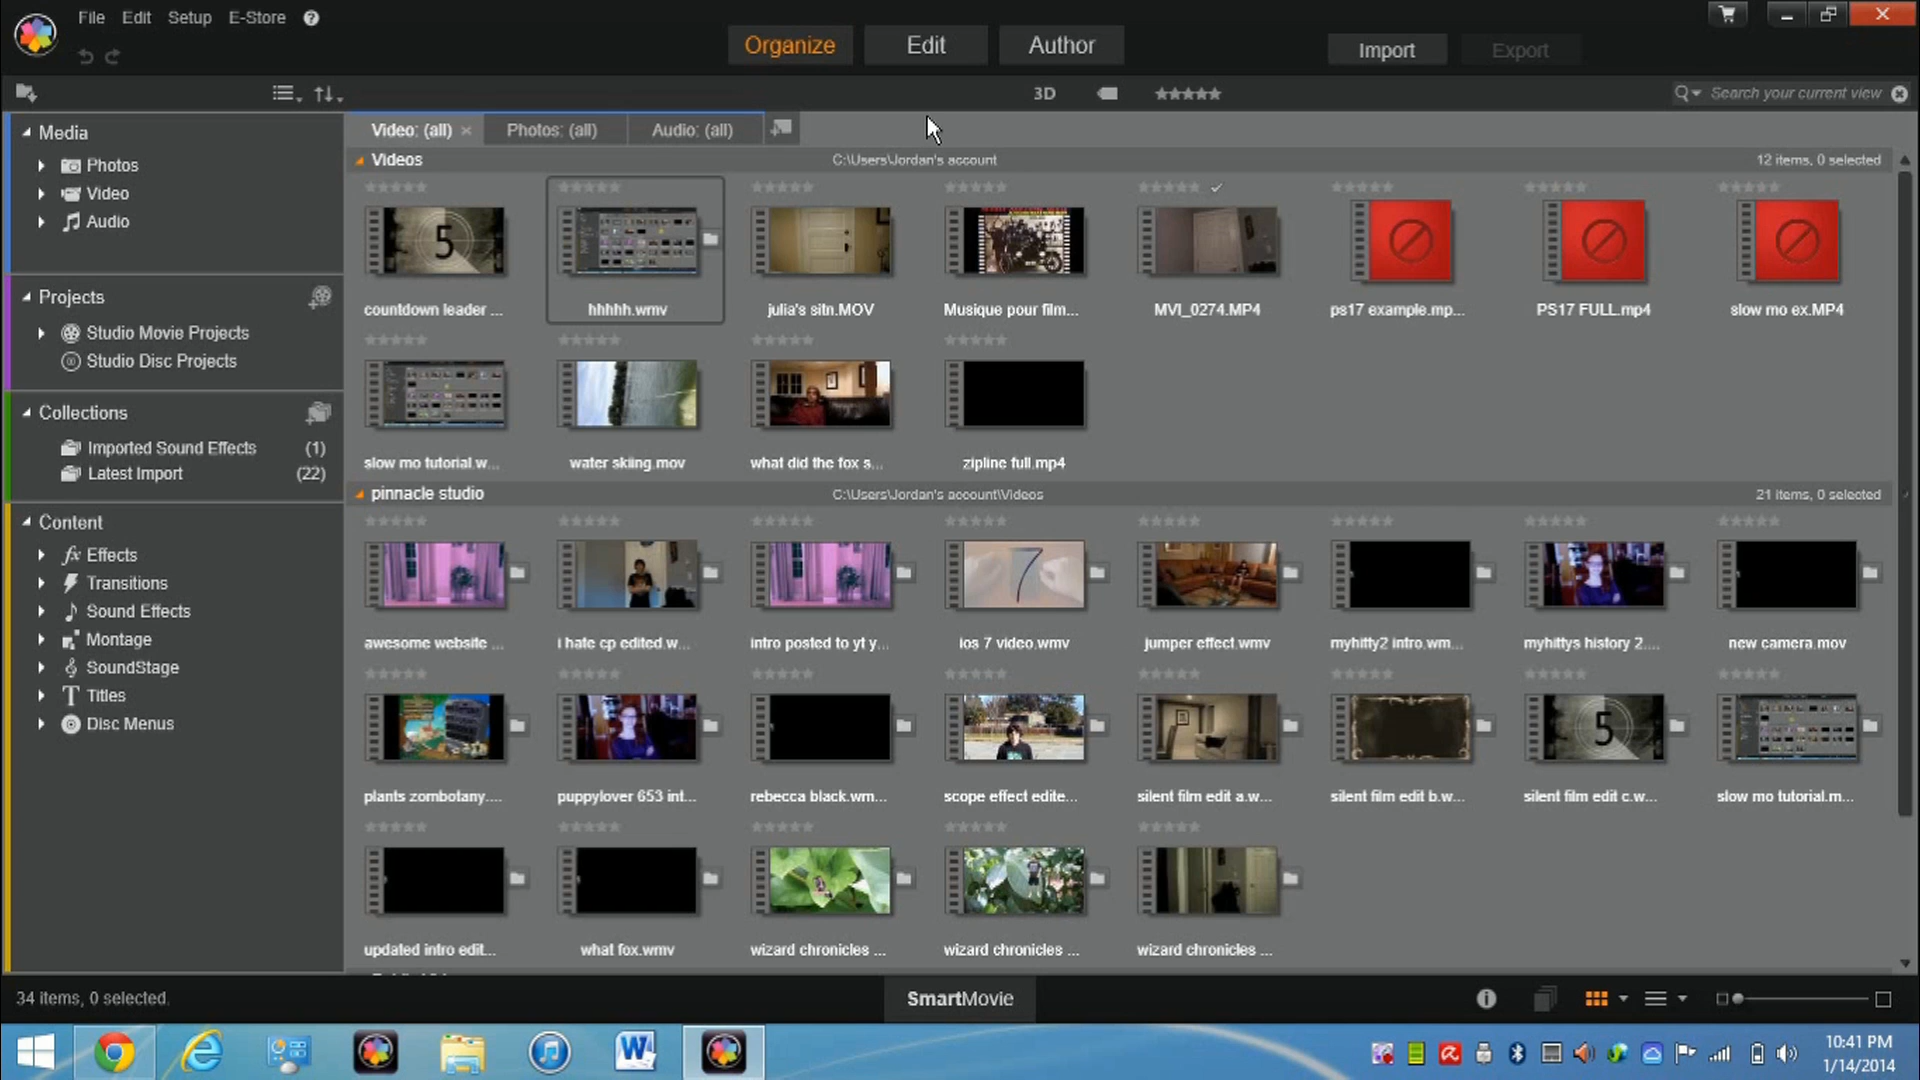 File Edit Setup E-Store ?
Organize Edit Author Import Export
3D Search your current view
Media
Photos
Video
Audio
Projects
Studio Movie Projects
Studio Disc Projects
Collections
Imported Sound Effects (1)
Latest Import (22)
Content
Effects
Transitions
Sound Effects
Montage
SoundStage
Titles
Disc Menus
Video: (all) Photos: (all) Audio: (all)
Videos C:\Users\Jordan's account 12 items, 0 selected
countdown leader ... hhhhh.wmv julia's sitn.MOV Musique pour film... MVI_0274.MP4 ps17 example.mp... PS17 FULL.mp4 slow mo ex.MP4
slow mo tutorial.w... water skiing.mov what did the fox s... zipline full.mp4
pinnacle studio C:\Users\Jordan's account\Videos 21 items, 0 selected
awesome website ... i hate cp edited.w... intro posted to yt y... ios 7 video.wmv jumper effect.wmv myhitty2 intro.wm... myhittys history 2.... new camera.mov
plants zombotany.... puppylover 653 int... rebecca black.wm... scope effect edite... silent film edit a.w... silent film edit b.w... silent film edit c.w... slow mo tutorial.m...
updated intro edit... what fox.wmv wizard chronicles ... wizard chronicles ... wizard chronicles ...
34 items, 0 selected.
SmartMovie
10:41 PM
1/14/2014